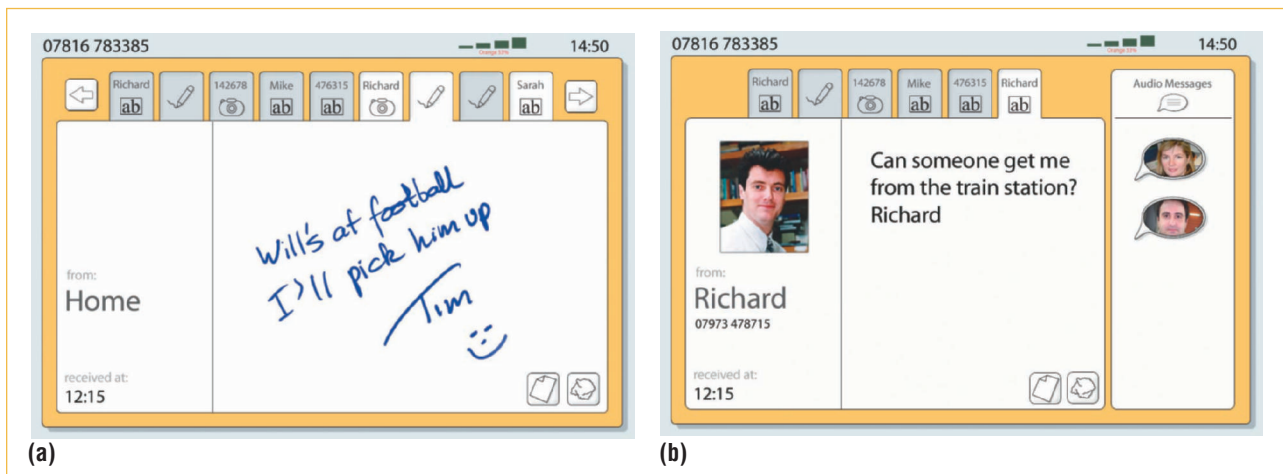 07816 783385
Orange 37%
14:50
Richard
ab
142678
Mike
ab
476315
ab
Richard
Sarah
ab
Will's at football
I'll pick him up
Tim
from:
Home
received at:
12:15
(a)
07816 783385
14:50
Richard
ab
142678
Mike
ab
476315
ab
Richard
ab
Audio Messages
Can someone get me
from the train station?
Richard
from:
Richard
07973 478715
received at:
12:15
(b)